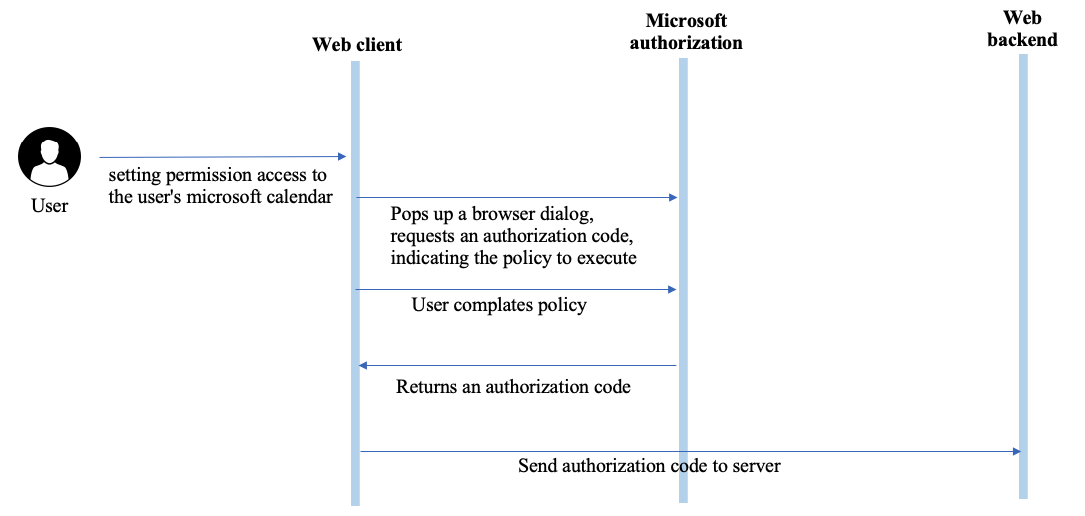 Web client
Microsoft
authorization
Web
backend
User
setting permission access to
the user's microsoft calendar
Pops up a browser dialog,
requests an authorization code,
indicating the policy to execute
User complates policy
Returns an authorization code
Send authorization code to server